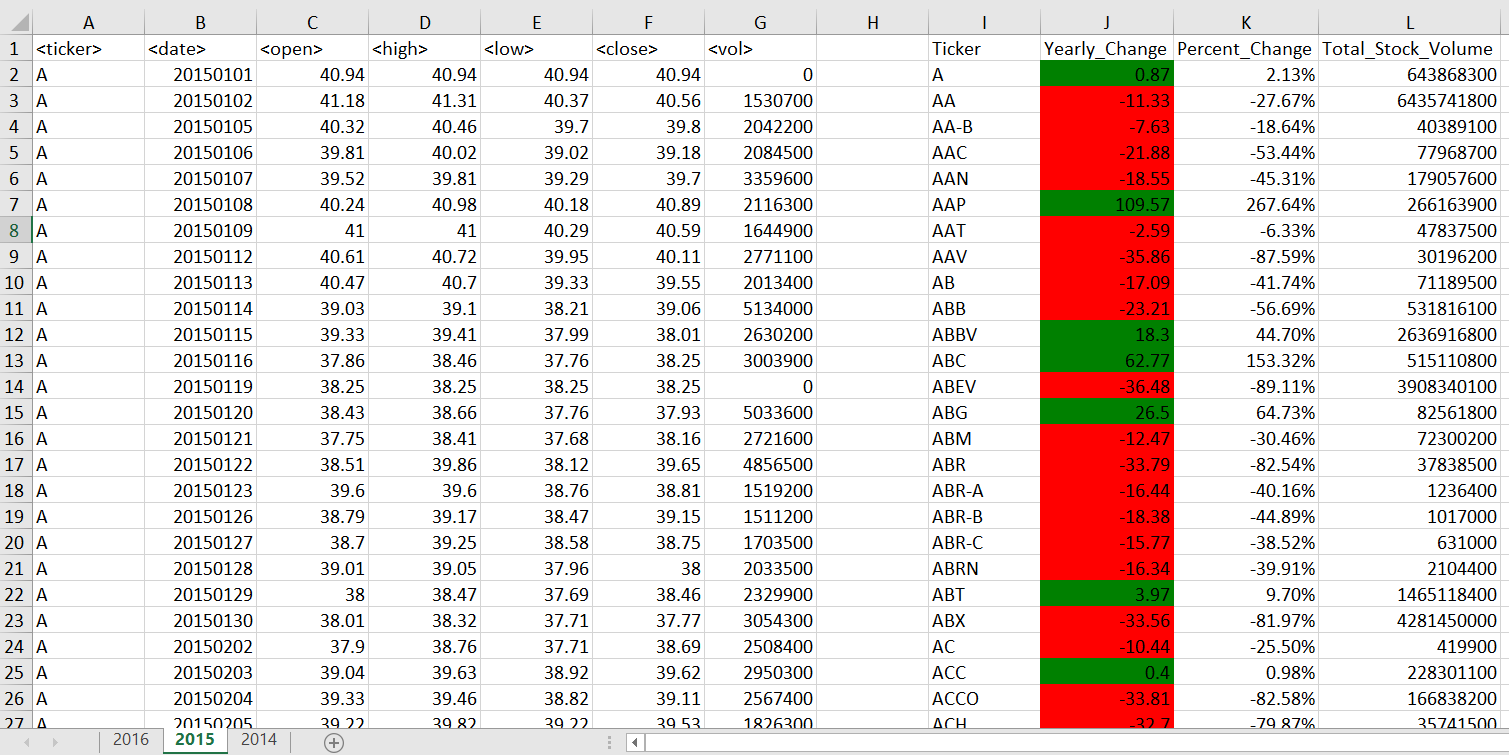 A B C D E F G H I J K L
1 <ticker> <date> <open> <high> <low> <close> <vol> Ticker Yearly_Change Percent_Change Total_Stock_Volume
2 A 20150101 40.94 40.94 40.94 40.94 0 A 0.87 2.13% 643868300
3 A 20150102 41.18 41.31 40.37 40.56 1530700 AA -11.33 -27.67% 6435741800
4 A 20150105 40.32 40.46 39.7 39.8 2042200 AA-B -7.63 -18.64% 40389100
5 A 20150106 39.81 40.02 39.02 39.18 2084500 AAC -21.88 -53.44% 77968700
6 A 20150107 39.52 39.81 39.29 39.7 3359600 AAN -18.55 -45.31% 179057600
7 A 20150108 40.24 40.98 40.18 40.89 2116300 AAP 109.57 267.64% 266163900
8 A 20150109 41 41 40.29 40.59 1644900 AAT -2.59 -6.33% 47837500
9 A 20150112 40.61 40.72 39.95 40.11 2771100 AAV -35.86 -87.59% 30196200
10 A 20150113 40.47 40.7 39.33 39.55 2013400 AB -17.09 -41.74% 71189500
11 A 20150114 39.03 39.1 38.21 39.06 5134000 ABB -23.21 -56.69% 531816100
12 A 20150115 39.33 39.41 37.99 38.01 2630200 ABBV 18.3 44.70% 2636916800
13 A 20150116 37.86 38.46 37.76 38.25 3003900 ABC 62.77 153.32% 515110800
14 A 20150119 38.25 38.25 38.25 38.25 0 ABEV -36.48 -89.11% 3908340100
15 A 20150120 38.43 38.66 37.76 37.93 5033600 ABG 26.5 64.73% 82561800
16 A 20150121 37.75 38.41 37.68 38.16 2721600 ABM -12.47 -30.46% 72300200
17 A 20150122 38.51 39.86 38.12 39.65 4856500 ABR -33.79 -82.54% 37838500
18 A 20150123 39.6 39.6 38.76 38.81 1519200 ABR-A -16.44 -40.16% 1236400
19 A 20150126 38.79 39.17 38.47 39.15 1511200 ABR-B -18.38 -44.89% 1017000
20 A 20150127 38.7 39.25 38.58 38.75 1703500 ABR-C -15.77 -38.52% 631000
21 A 20150128 39.01 39.05 37.96 38 2033500 ABRN -16.34 -39.91% 2104400
22 A 20150129 38 38.47 37.69 38.46 2329900 ABT 3.97 9.70% 1465118400
23 A 20150130 38.01 38.32 37.71 37.77 3054300 ABX -33.56 -81.97% 4281450000
24 A 20150202 37.9 38.76 37.71 38.69 2508400 AC -10.44 -25.50% 419900
25 A 20150203 39.04 39.63 38.92 39.62 2950300 ACC 0.4 0.98% 228301100
26 A 20150204 39.33 39.46 38.82 39.11 2567400 ACCO -33.81 -82.58% 166838200
27 A 20150205 39.22 39.82 39.22 39.53 1826300 ACH -32.7 -79.87% 35741500
2016 2015 2014